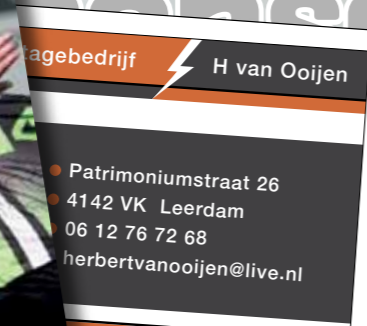 tagebedrijf H van Ooijen
Patrimoniumstraat 26
4142 VK Leerdam
06 12 76 72 68
herbertvanooijen@live.nl